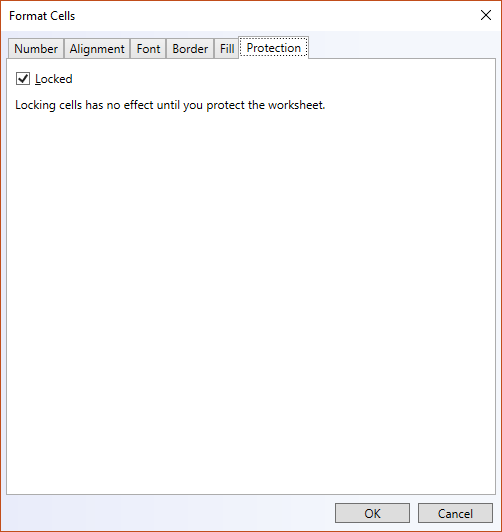 Format Cells
Number Alignment Font Border Fill Protection
Locked
Locking cells has no effect until you protect the worksheet.
OK Cancel